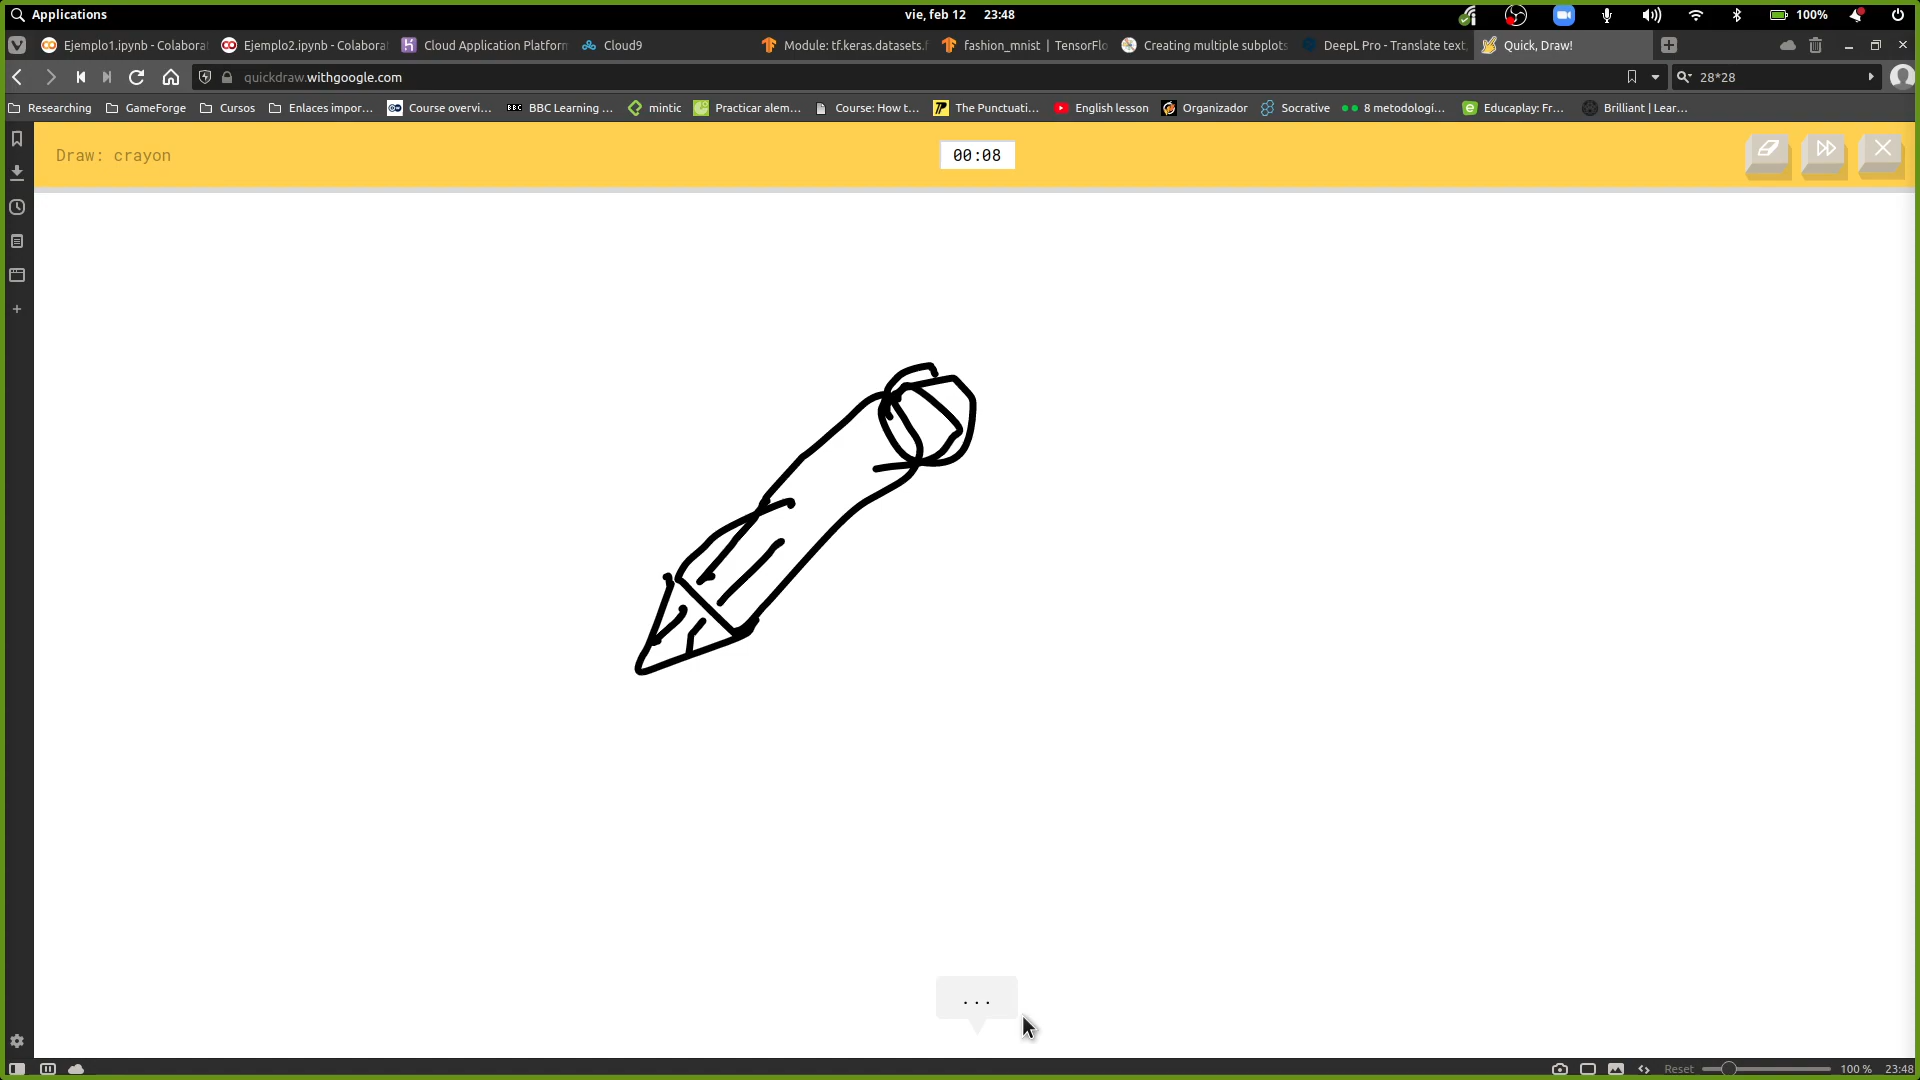 Applications
vie, feb 12 23:48
100%
Ejemplo1.ipynb - Colabora
Ejemplo2.ipynb - Colabora
Cloud Application Platform
Cloud9
Module: tf.keras.datasets.f
fashion_mnist | TensorFlo
Creating multiple subplots
DeepL Pro - Translate text,
Quick, Draw!
quickdraw.withgoogle.com
28*28
Researching
GameForge
Cursos
Enlaces impor...
Course overvi...
BBC BBC Learning ...
mintic
Practicar alem...
Course: How t...
The Punctuati...
English lesson
Organizador
Socrative
8 metodologí...
Educaplay: Fr...
Brilliant | Lear...
Draw: crayon
00:08
...
Reset
100 %
23:48